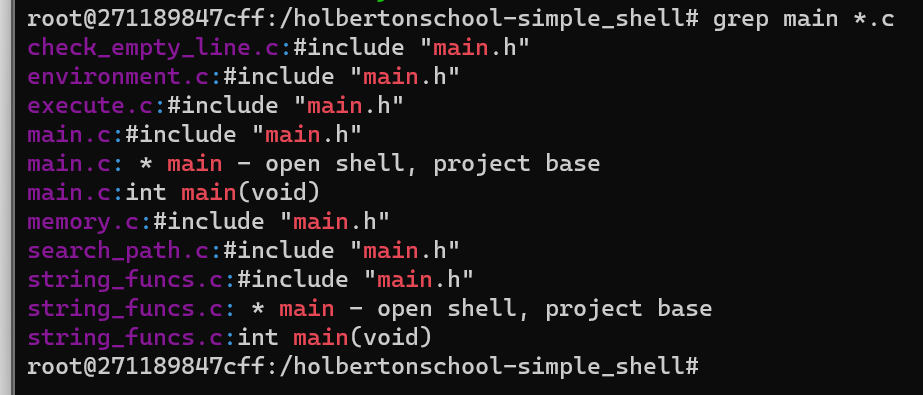 root@271189847cff:/holbertonschool-simple_shell# grep main *.c
check_empty_line.c:#include "main.h"
environment.c:#include "main.h"
execute.c:#include "main.h"
main.c:#include "main.h"
main.c: * main - open shell, project base
main.c:int main(void)
memory.c:#include "main.h"
search_path.c:#include "main.h"
string_funcs.c:#include "main.h"
string_funcs.c: * main - open shell, project base
string_funcs.c:int main(void)
root@271189847cff:/holbertonschool-simple_shell#